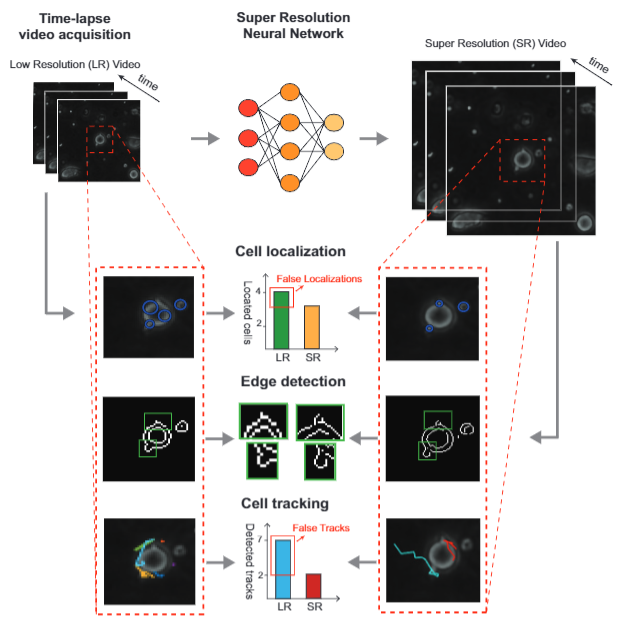 Time-lapse
video acquisition
Super Resolution
Neural Network
Low Resolution (LR) Video
time
Super Resolution (SR) Video
time
Cell localization
False Localizations
Located cells
4
2
LR SR
Edge detection
Cell tracking
False Tracks
Detected tracks
7
2
LR SR